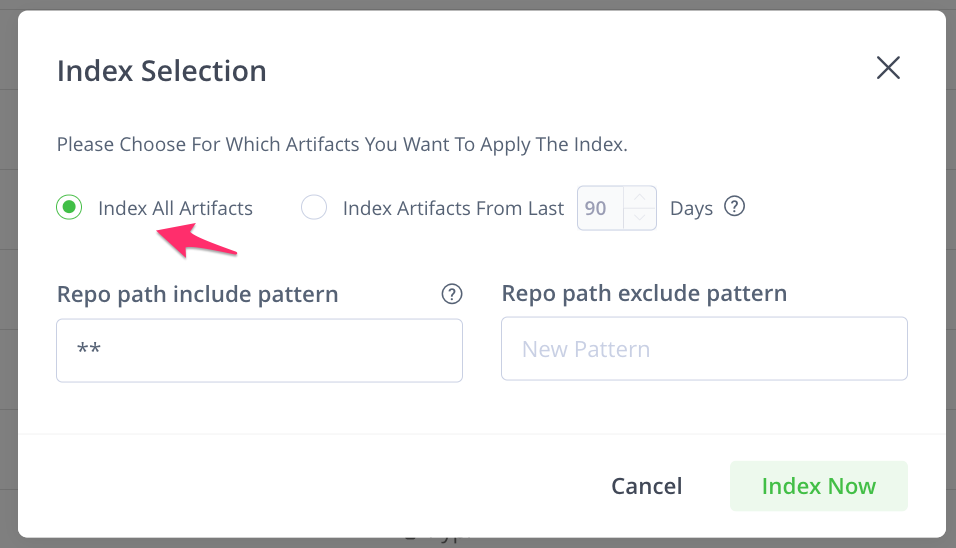 Index Selection
Please Choose For Which Artifacts You Want To Apply The Index.
Index All Artifacts Index Artifacts From Last 90 Days ?
Repo path include pattern ? Repo path exclude pattern
** New Pattern
Cancel Index Now